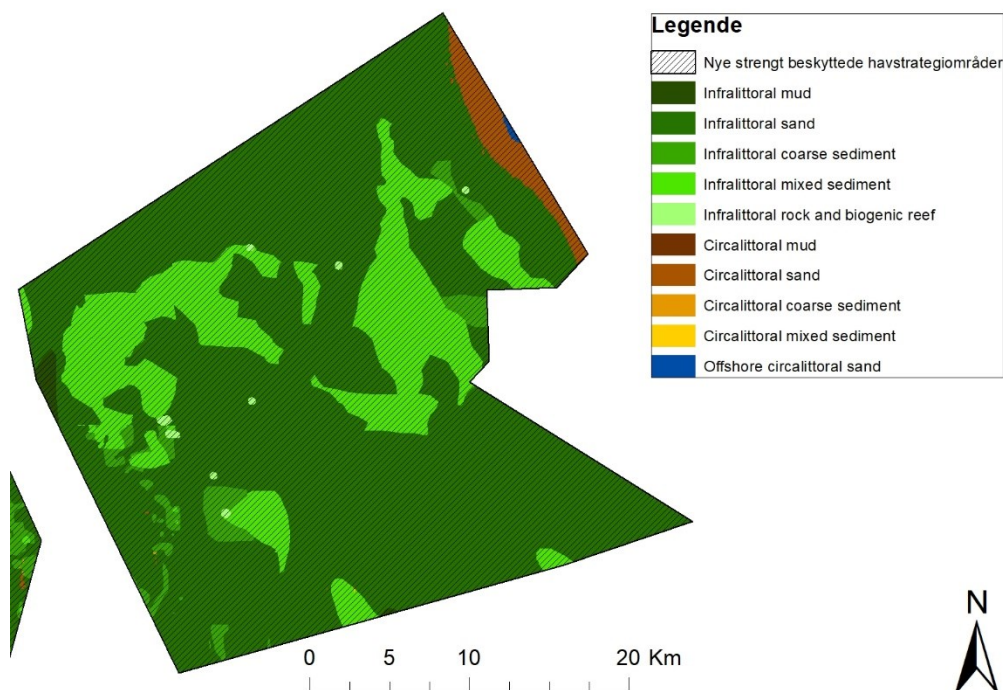 Legende
Nye strengt beskyttede havstrategiområder
Infralittoral mud
Infralittoral sand
Infralittoral coarse sediment
Infralittoral mixed sediment
Infralittoral rock and biogenic reef
Circalittoral mud
Circalittoral sand
Circalittoral coarse sediment
Circalittoral mixed sediment
Offshore circalittoral sand
N
0 5 10 20 Km